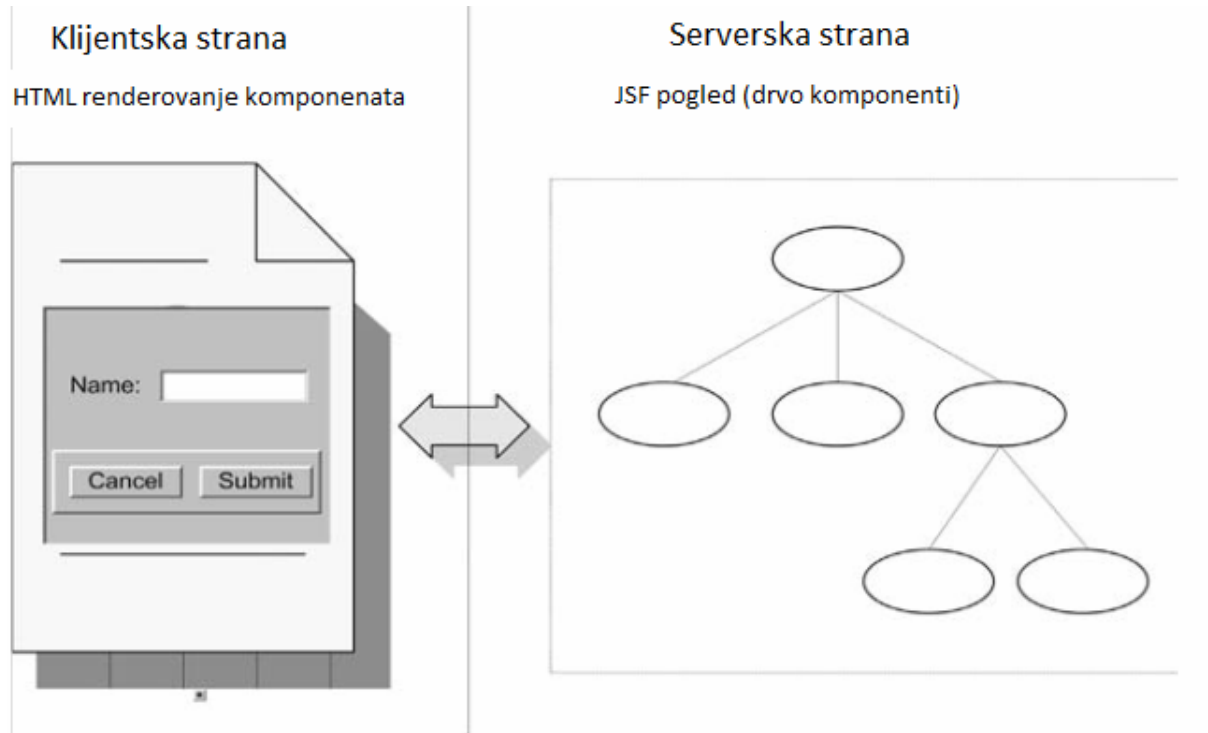 Klijentska strana
HTML renderovanje komponenata
Name:
Cancel
Submit
Serverska strana
JSF pogled (drvo komponenti)